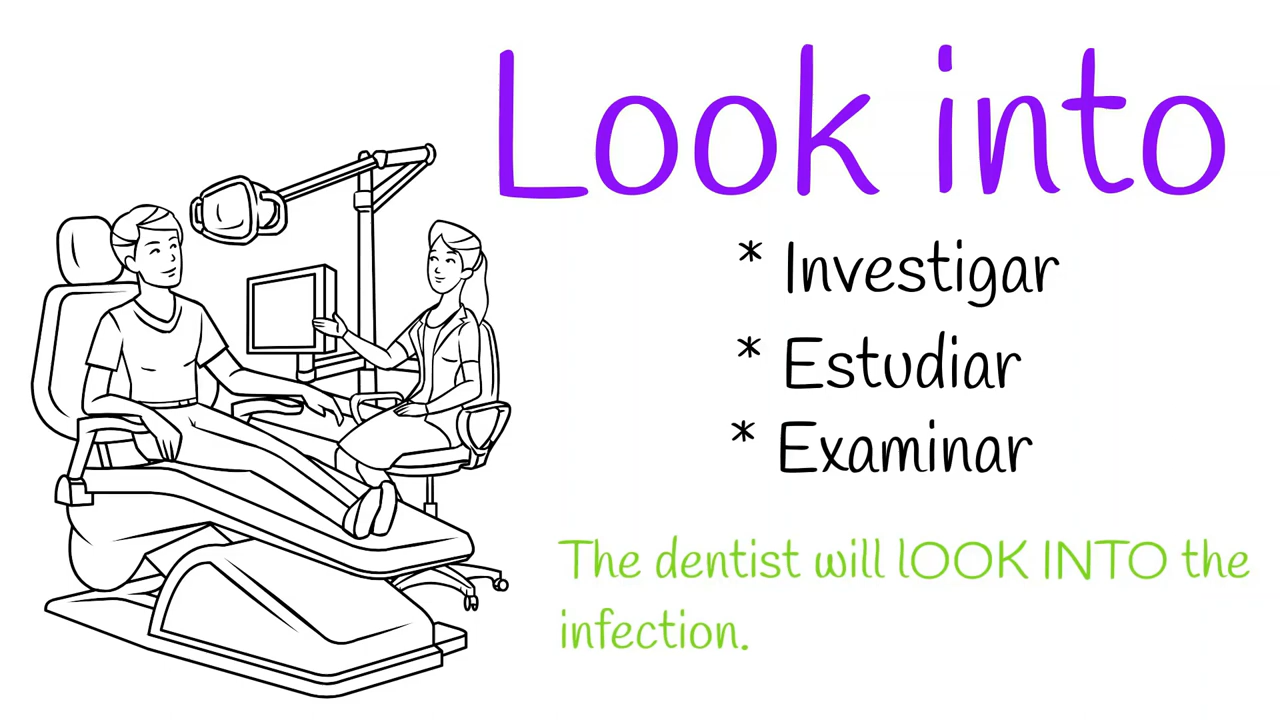 Look into
* Investigar
* Estudiar
* Examinar
The dentist will lOOK INTO the
infection.